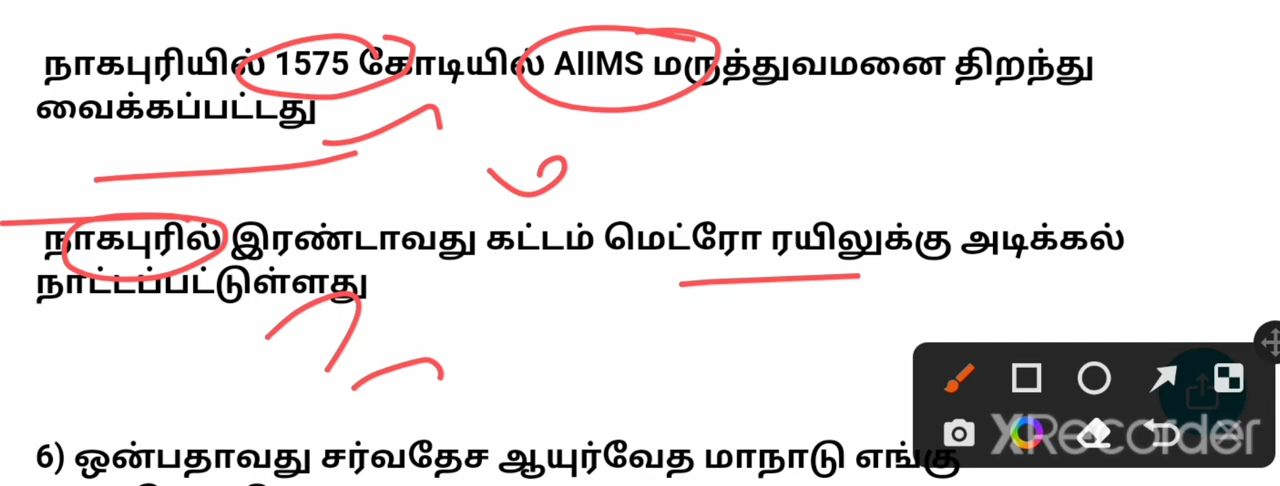 நாகபுரியில் 1575 கோடியில் AIIMS மருத்துவமனை திறந்து
வைக்கப்பட்டது
நாகபுரில் இரண்டாவது கட்டம் மெட்ரோ ரயிலுக்கு அடிக்கல்
நாட்டப்பட்டுள்ளது
6) ஒன்பதாவது சர்வதேச ஆயுர்வேத மாநாடு எங்கு
XRecorder